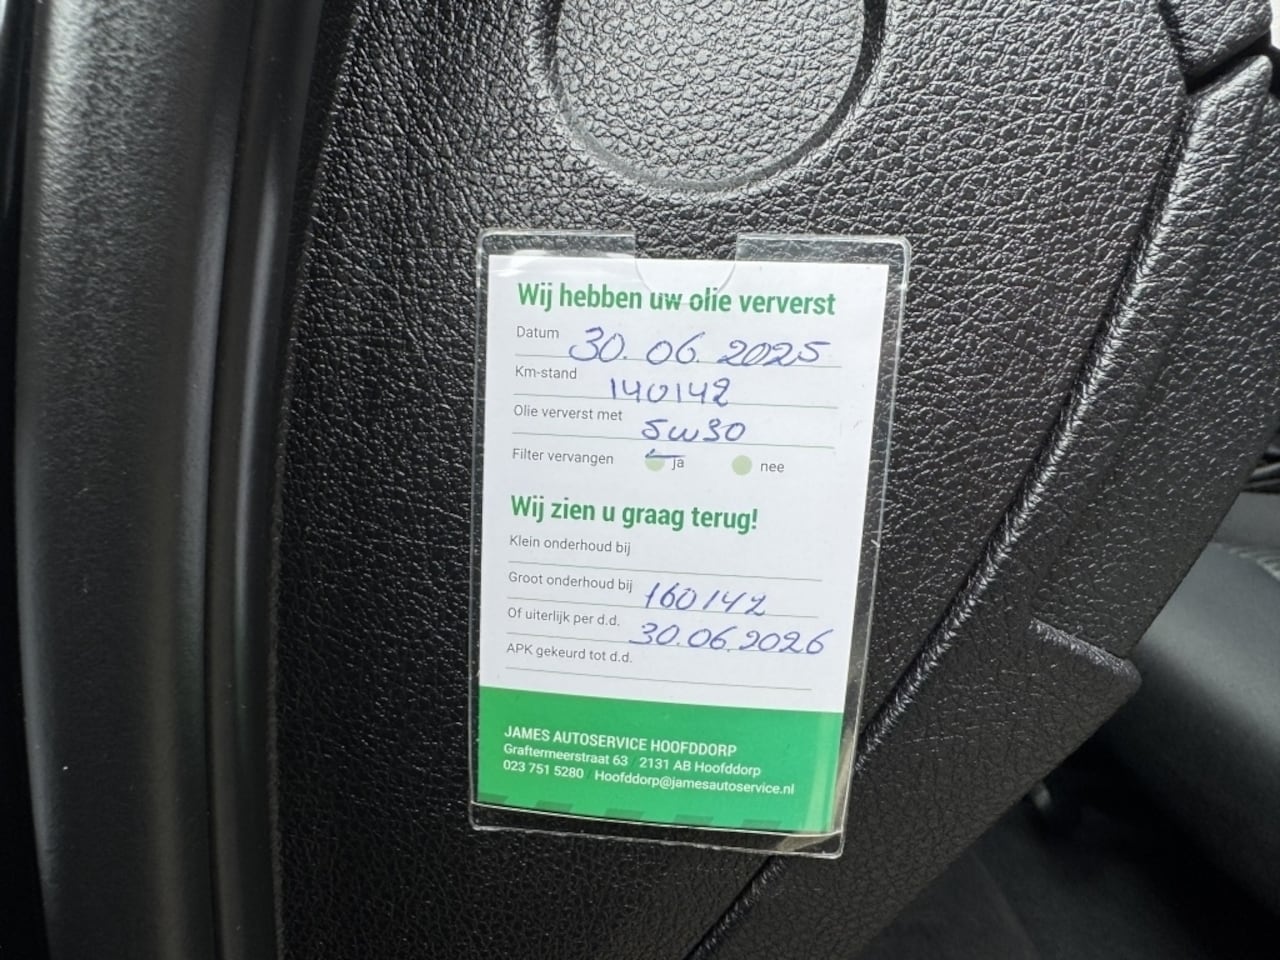 Wij hebben uw olie ververst
Datum 30.06.2025
Km-stand 140142
Olie ververst met 5w30
Filter vervangen ja nee
Wij zien u graag terug!
Klein onderhoud bij
Groot onderhoud bij 160142
Of uiterlijk per d.d. 30.06.2026
APK gekeurd tot d.d.
JAMES AUTOSERVICE HOOFDDORP
Graftermeerstraat 63 / 2131 AB Hoofddorp
023 751 5280 / Hoofddorp@jamesautoservice.nl